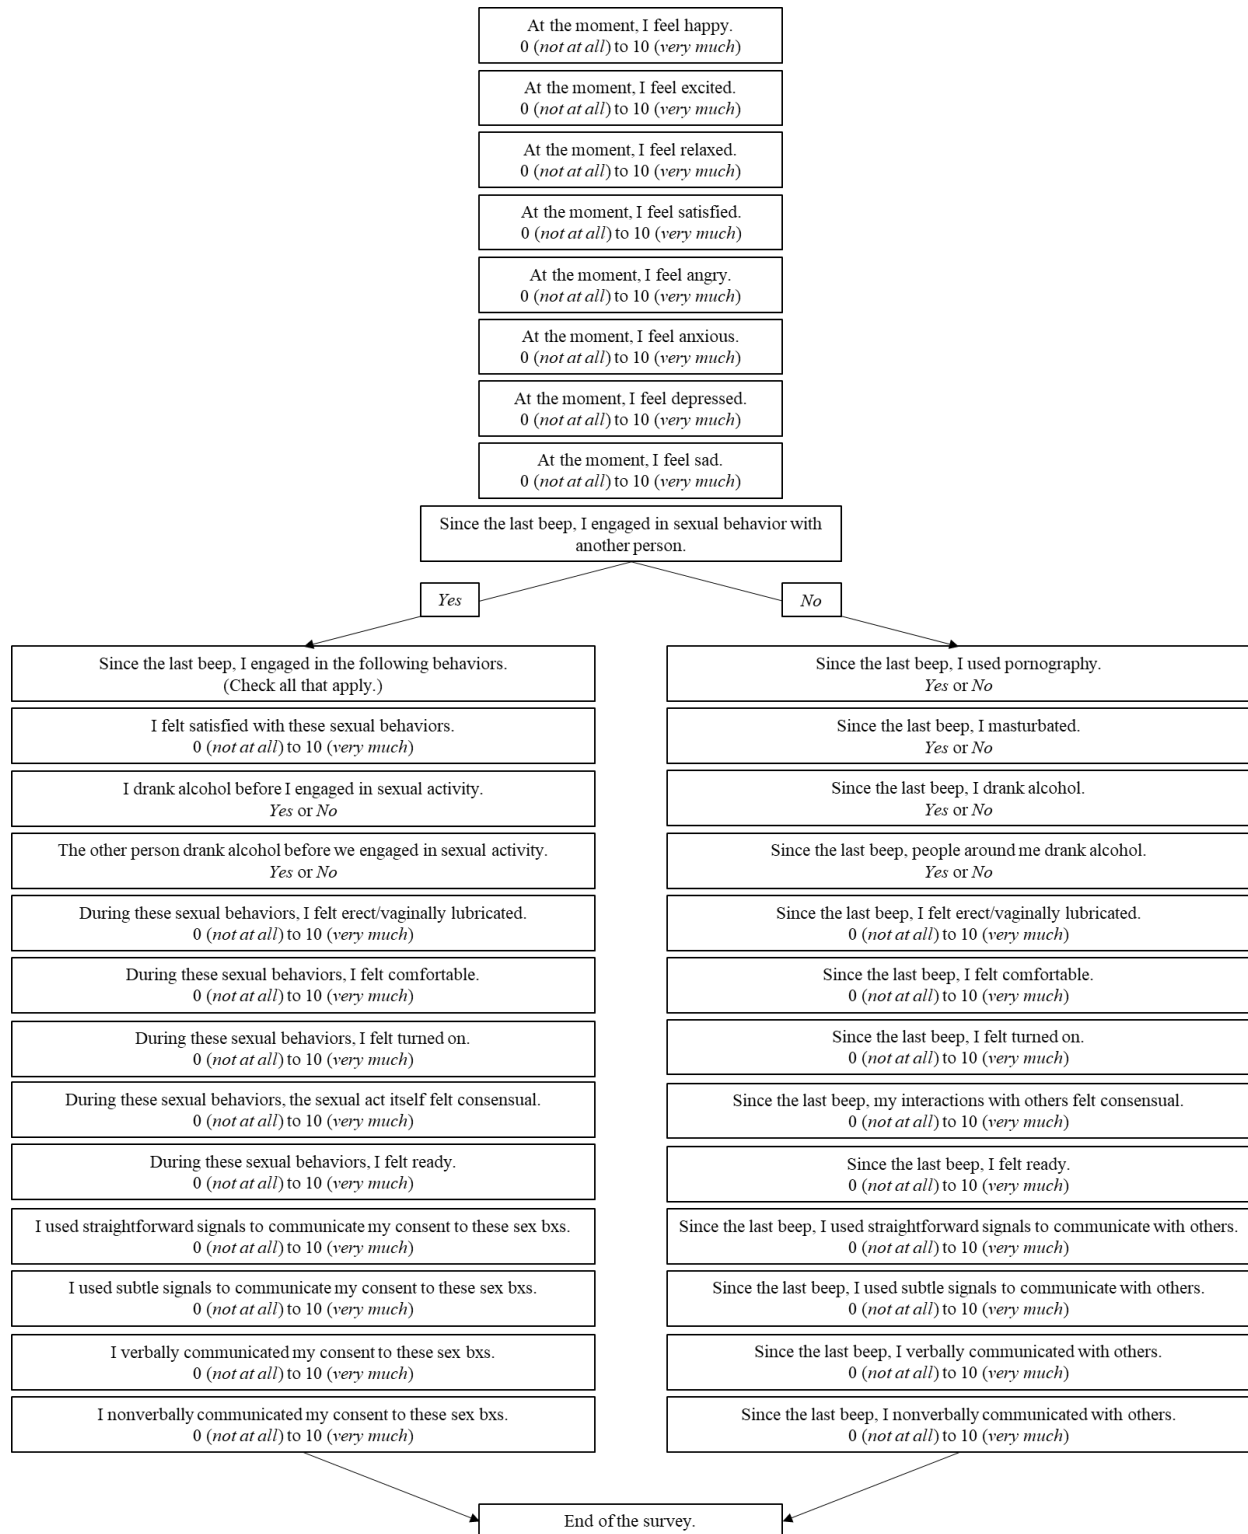 At the moment, I feel happy.
0 (not at all) to 10 (very much)
At the moment, I feel excited.
0 (not at all) to 10 (very much)
At the moment, I feel relaxed.
0 (not at all) to 10 (very much)
At the moment, I feel satisfied.
0 (not at all) to 10 (very much)
At the moment, I feel angry.
0 (not at all) to 10 (very much)
At the moment, I feel anxious.
0 (not at all) to 10 (very much)
At the moment, I feel depressed.
0 (not at all) to 10 (very much)
At the moment, I feel sad.
0 (not at all) to 10 (very much)
Since the last beep, I engaged in sexual behavior with
another person.
Yes
No
Since the last beep, I engaged in the following behaviors.
(Check all that apply.)
I felt satisfied with these sexual behaviors.
0 (not at all) to 10 (very much)
I drank alcohol before I engaged in sexual activity.
Yes or No
The other person drank alcohol before we engaged in sexual activity.
Yes or No
During these sexual behaviors, I felt erect/vaginally lubricated.
0 (not at all) to 10 (very much)
During these sexual behaviors, I felt comfortable.
0 (not at all) to 10 (very much)
During these sexual behaviors, I felt turned on.
0 (not at all) to 10 (very much)
During these sexual behaviors, the sexual act itself felt consensual.
0 (not at all) to 10 (very much)
During these sexual behaviors, I felt ready.
0 (not at all) to 10 (very much)
I used straightforward signals to communicate my consent to these sex bxs.
0 (not at all) to 10 (very much)
I used subtle signals to communicate my consent to these sex bxs.
0 (not at all) to 10 (very much)
I verbally communicated my consent to these sex bxs.
0 (not at all) to 10 (very much)
I nonverbally communicated my consent to these sex bxs.
0 (not at all) to 10 (very much)
Since the last beep, I used pornography.
Yes or No
Since the last beep, I masturbated.
Yes or No
Since the last beep, I drank alcohol.
Yes or No
Since the last beep, people around me drank alcohol.
Yes or No
Since the last beep, I felt erect/vaginally lubricated.
0 (not at all) to 10 (very much)
Since the last beep, I felt comfortable.
0 (not at all) to 10 (very much)
Since the last beep, I felt turned on.
0 (not at all) to 10 (very much)
Since the last beep, my interactions with others felt consensual.
0 (not at all) to 10 (very much)
Since the last beep, I felt ready.
0 (not at all) to 10 (very much)
Since the last beep, I used straightforward signals to communicate with others.
0 (not at all) to 10 (very much)
Since the last beep, I used subtle signals to communicate with others.
0 (not at all) to 10 (very much)
Since the last beep, I verbally communicated with others.
0 (not at all) to 10 (very much)
Since the last beep, I nonverbally communicated with others.
0 (not at all) to 10 (very much)
End of the survey.